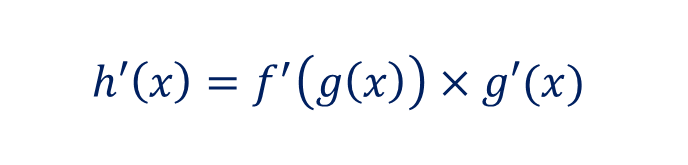 h′(x) = f′(g(x)) × g′(x)